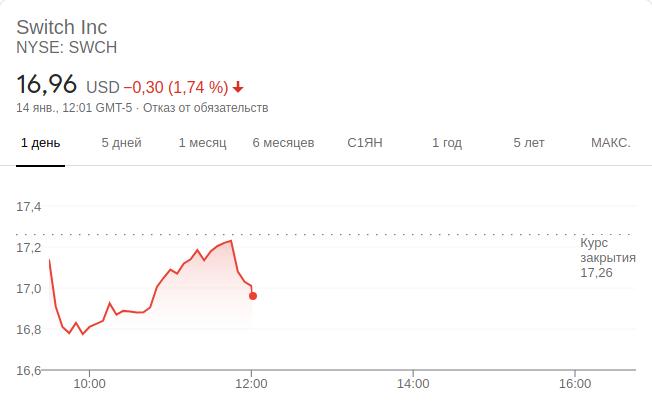 Switch Inc
NYSE: SWCH
16,96 USD −0,30 (1,74 %)
14 янв., 12:01 GMT-5 · Отказ от обязательств
1 день 5 дней 1 месяц 6 месяцев С1ЯН 1 год 5 лет МАКС.
17,4
17,2
17,0
16,8
16,6
Курс
закрытия
17,26
10:00 12:00 14:00 16:00